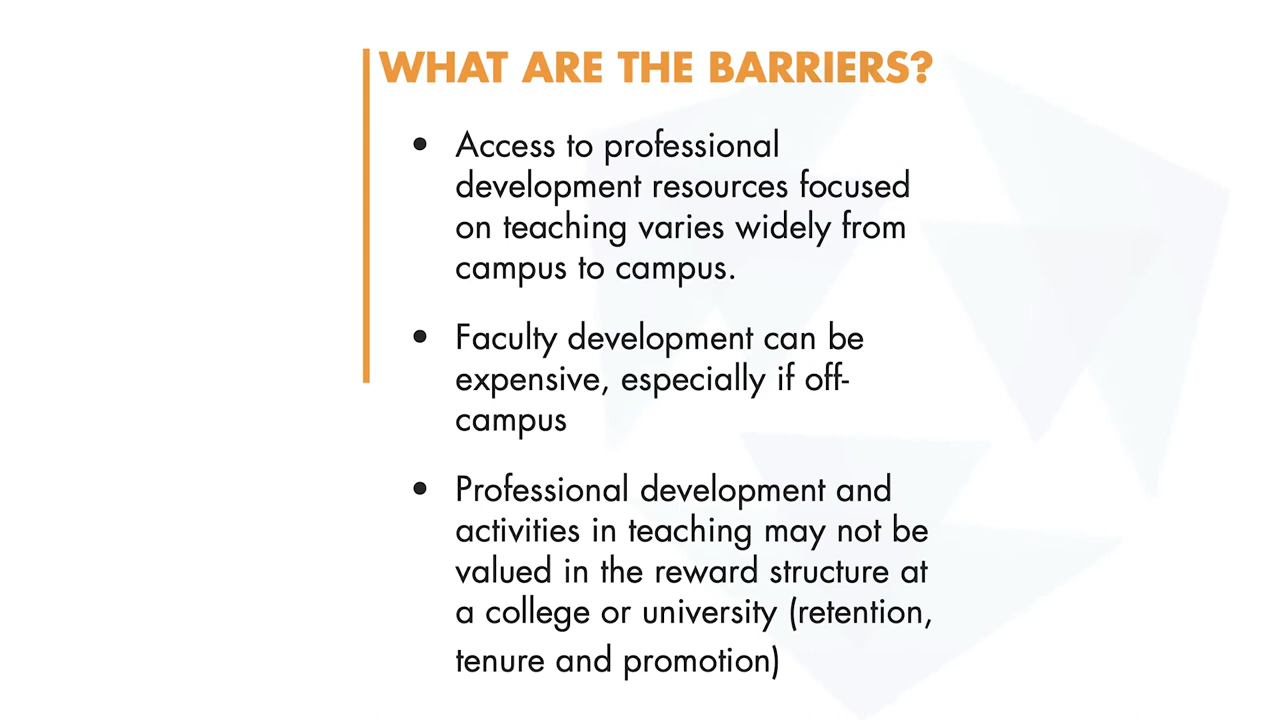 WHAT ARE THE BARRIERS?
• Access to professional
development resources focused
on teaching varies widely from
campus to campus.
• Faculty development can be
expensive, especially if off-
campus
• Professional development and
activities in teaching may not be
valued in the reward structure at
a college or university (retention,
tenure and promotion)